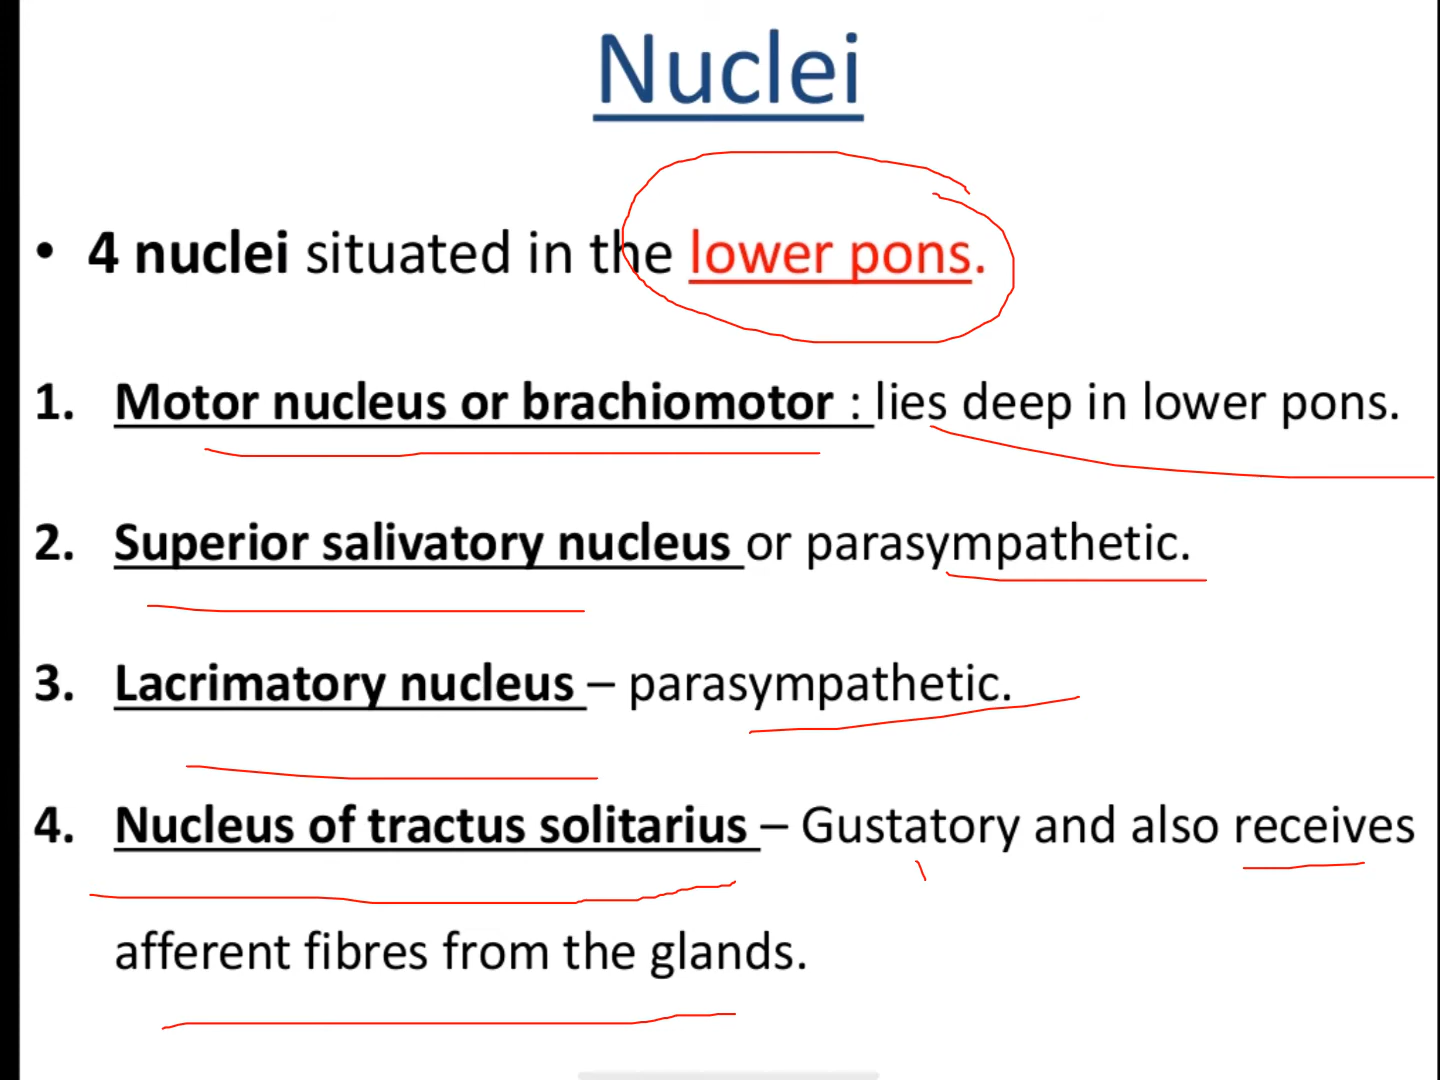 Nuclei
• 4 nuclei situated in the lower pons.
1. Motor nucleus or brachiomotor : lies deep in lower pons.
2. Superior salivatory nucleus or parasympathetic.
3. Lacrimatory nucleus – parasympathetic.
4. Nucleus of tractus solitarius – Gustatory and also receives
afferent fibres from the glands.